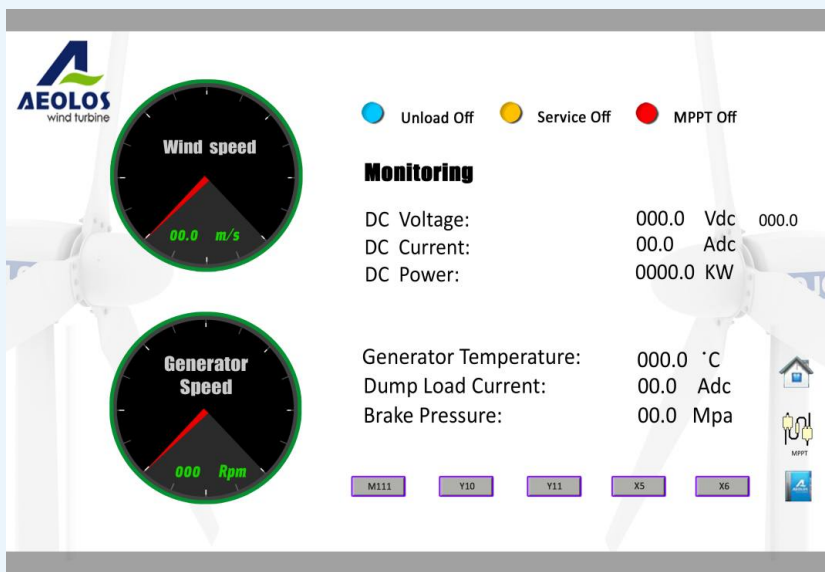 AEOLOS
wind turbine
Unload Off
Service Off
MPPT Off
Wind speed
00.0 m/s
Monitoring
DC Voltage: 000.0 Vdc 000.0
DC Current: 00.0 Adc
DC Power: 0000.0 KW
Generator
Speed
000 Rpm
Generator Temperature: 000.0 ˙C
Dump Load Current: 00.0 Adc
Brake Pressure: 00.0 Mpa
MPPT
M111
Y10
Y11
X5
X6
AEOLOS